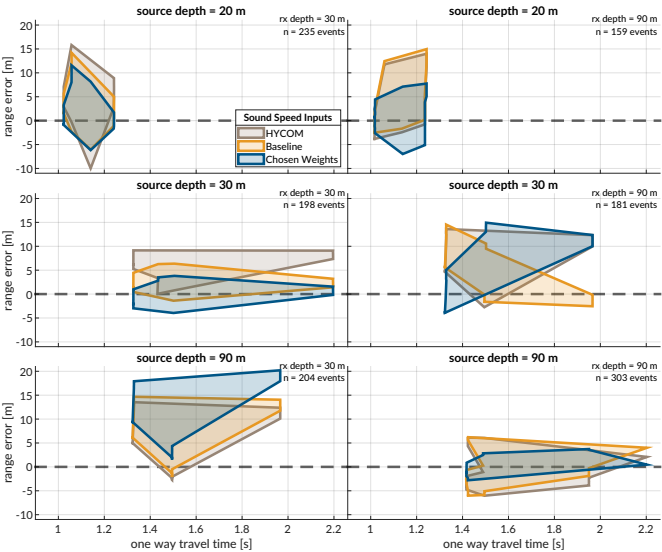 source depth = 20 m
source depth = 20 m
rx depth = 30 m
n = 235 events
rx depth = 90 m
n = 159 events
range error [m]
20
15
10
5
0
-5
-10
Sound Speed Inputs
HYCOM
Baseline
Chosen Weights
source depth = 30 m
source depth = 30 m
rx depth = 30 m
n = 198 events
rx depth = 90 m
n = 181 events
range error [m]
20
15
10
5
0
-5
-10
source depth = 90 m
source depth = 90 m
rx depth = 30 m
n = 204 events
rx depth = 90 m
n = 303 events
range error [m]
20
15
10
5
0
-5
-10
1 1.2 1.4 1.6 1.8 2 2.2
1 1.2 1.4 1.6 1.8 2 2.2
one way travel time [s]
one way travel time [s]